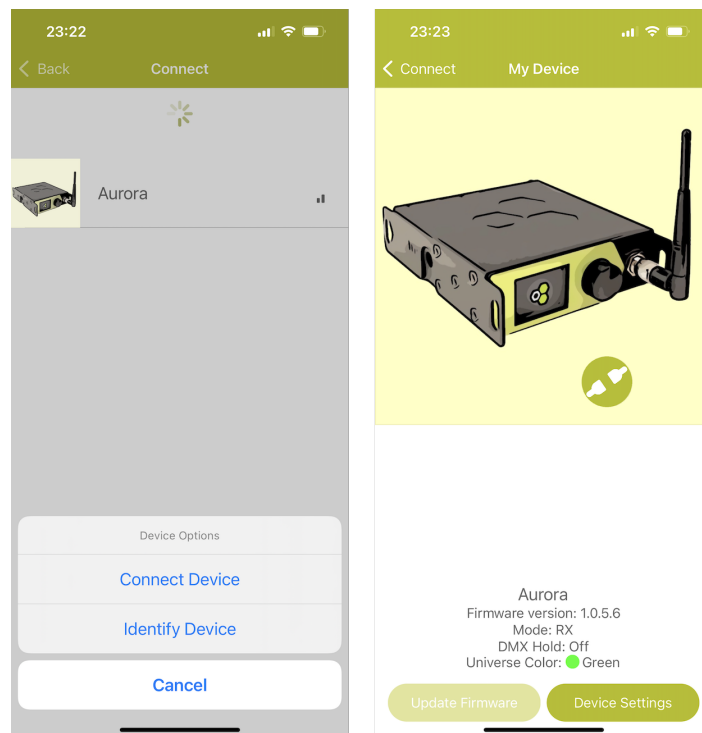 23:22
Back
Connect
Aurora
Device Options
Connect Device
Identify Device
Cancel
23:23
Connect
My Device
Aurora
Firmware version: 1.0.5.6
Mode: RX
DMX Hold: Off
Universe Color: Green
Update Firmware
Device Settings